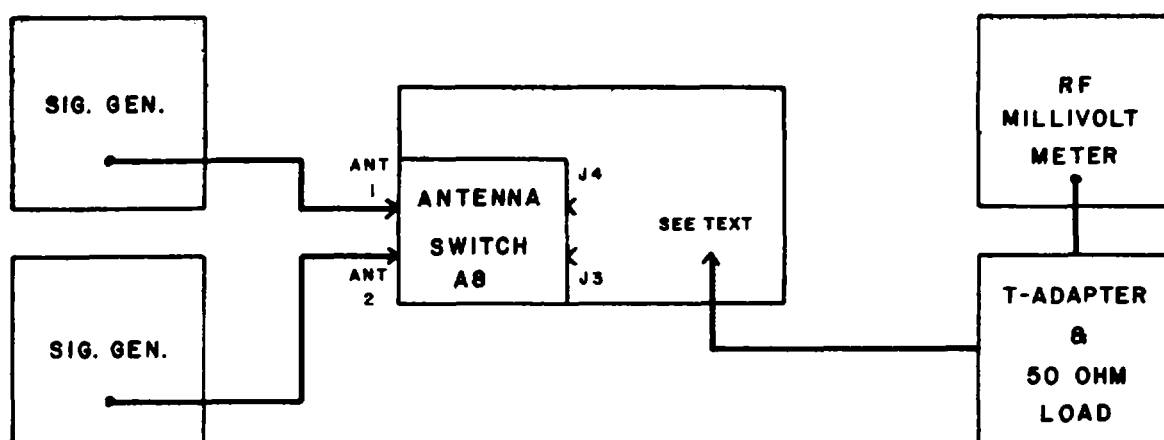 SIG. GEN.
ANT
1
ANTENNA
SWITCH
A8
J4
J3
ANT
2
SEE TEXT
SIG. GEN.
RF
MILLIVOLT
METER
T-ADAPTER
&
50 OHM
LOAD